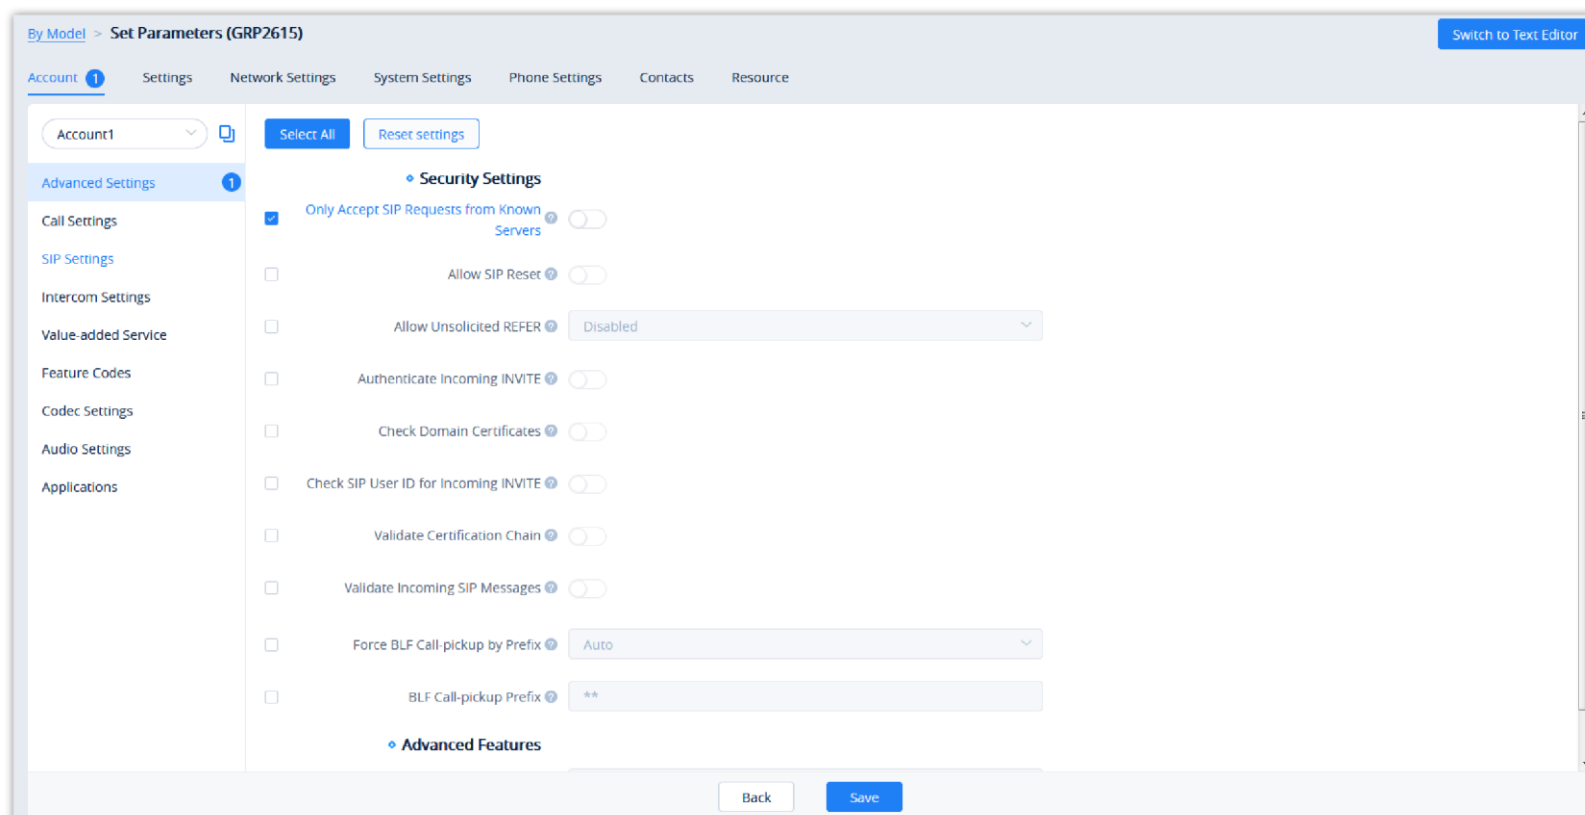 By Model > Set Parameters (GRP2615)
Switch to Text Editor
Account 1 Settings Network Settings System Settings Phone Settings Contacts Resource
Account1
Select All Reset settings
Advanced Settings 1
Call Settings
SIP Settings
Intercom Settings
Value-added Service
Feature Codes
Codec Settings
Audio Settings
Applications
Security Settings
Only Accept SIP Requests from Known
Servers ?
Allow SIP Reset ?
Allow Unsolicited REFER ? Disabled
Authenticate Incoming INVITE ?
Check Domain Certificates ?
Check SIP User ID for Incoming INVITE ?
Validate Certification Chain ?
Validate Incoming SIP Messages ?
Force BLF Call-pickup by Prefix ? Auto
BLF Call-pickup Prefix ? **
Advanced Features
Back Save